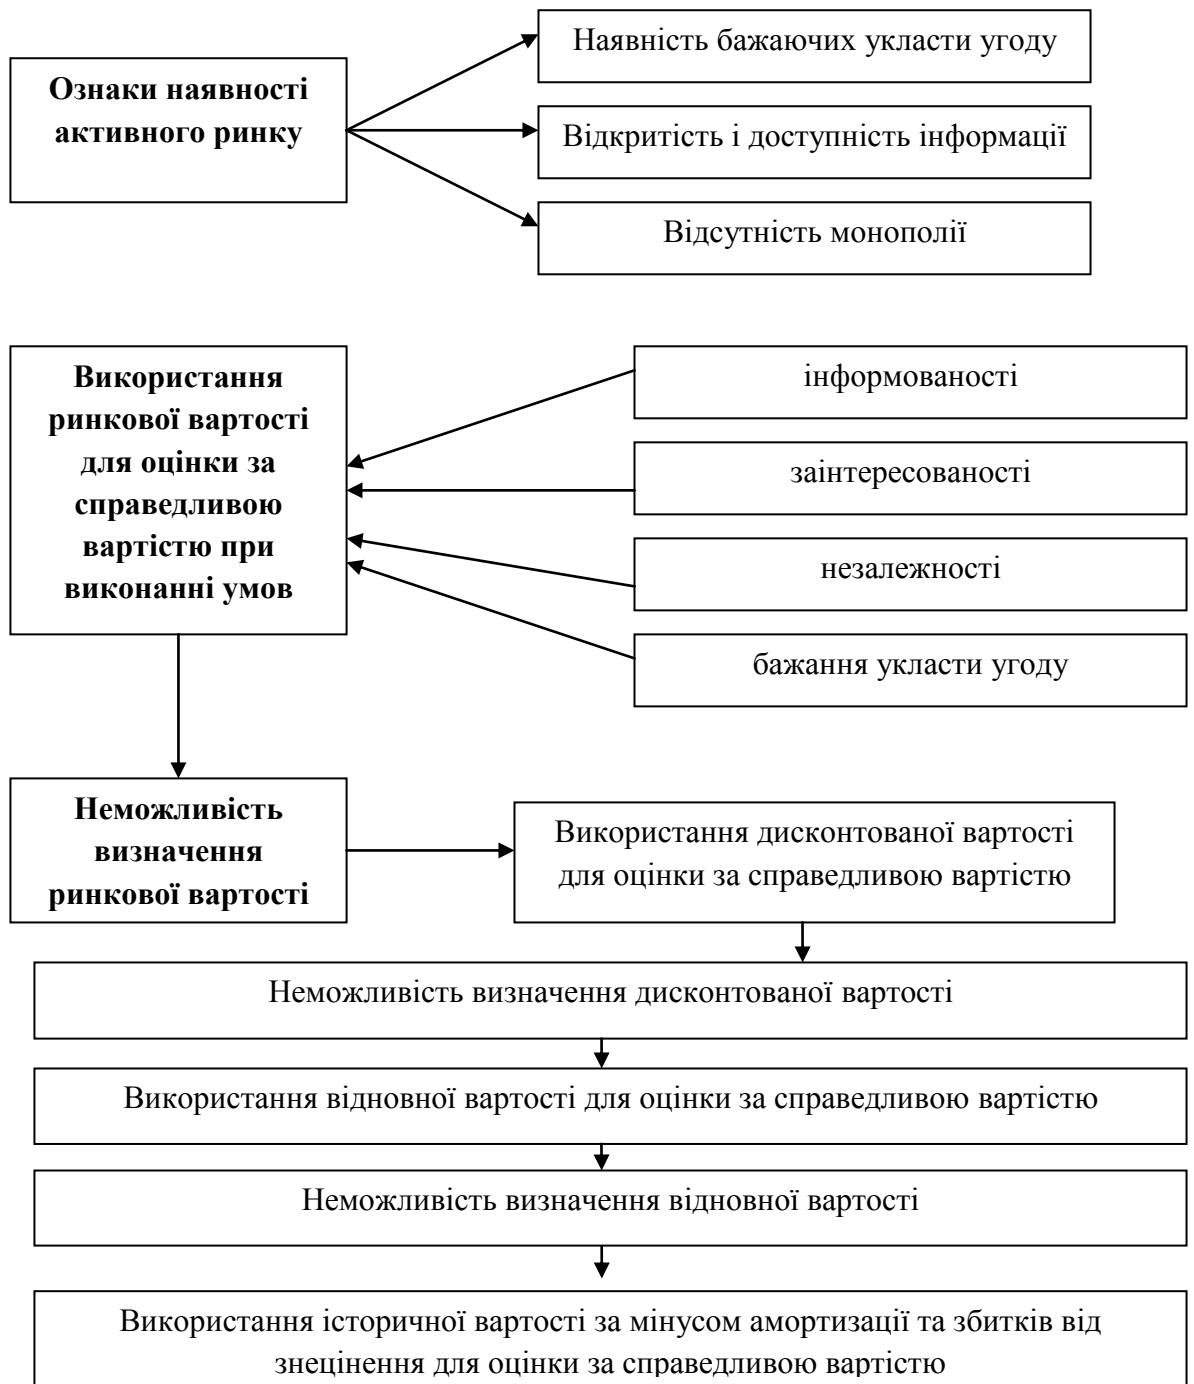 Наявність бажаючих укласти угоду
Ознаки наявності
активного ринку
Відкритість і доступність інформації
Відсутність монополії
Використання
ринкової вартості
для оцінки за
справедливою
вартістю при
виконанні умов
інформованості
заінтересованості
незалежності
бажання укласти угоду
Неможливість
визначення
ринкової вартості
Використання дисконтованої вартості
для оцінки за справедливою вартістю
Неможливість визначення дисконтованої вартості
Використання відновної вартості для оцінки за справедливою вартістю
Неможливість визначення відновної вартості
Використання історичної вартості за мінусом амортизації та збитків від
знецінення для оцінки за справедливою вартістю